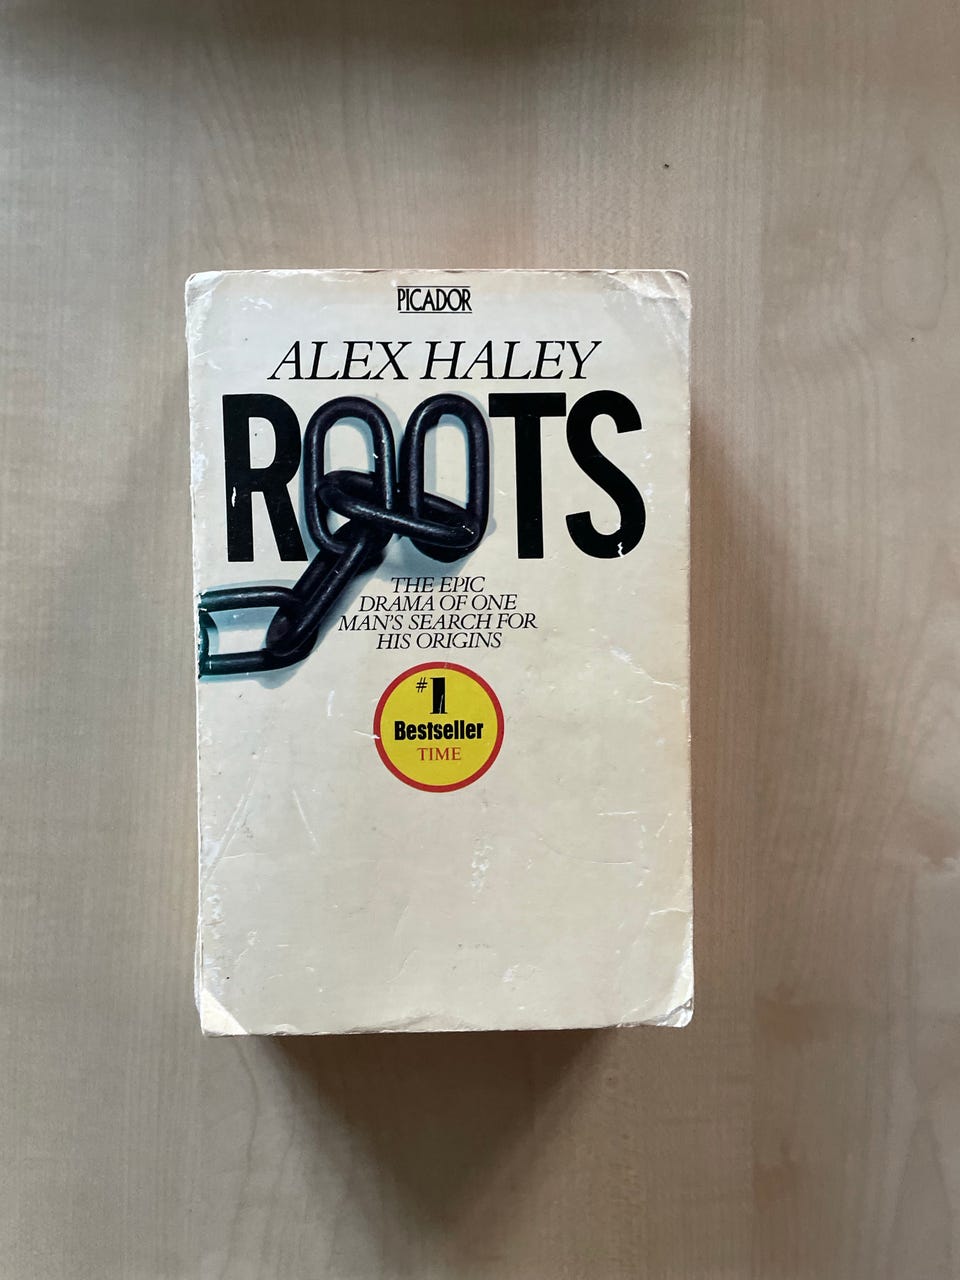 PICADOR
ALEX HALEY
ROOTS
THE EPIC
DRAMA OF ONE
MAN'S SEARCH FOR
HIS ORIGINS
#1
Bestseller
TIME